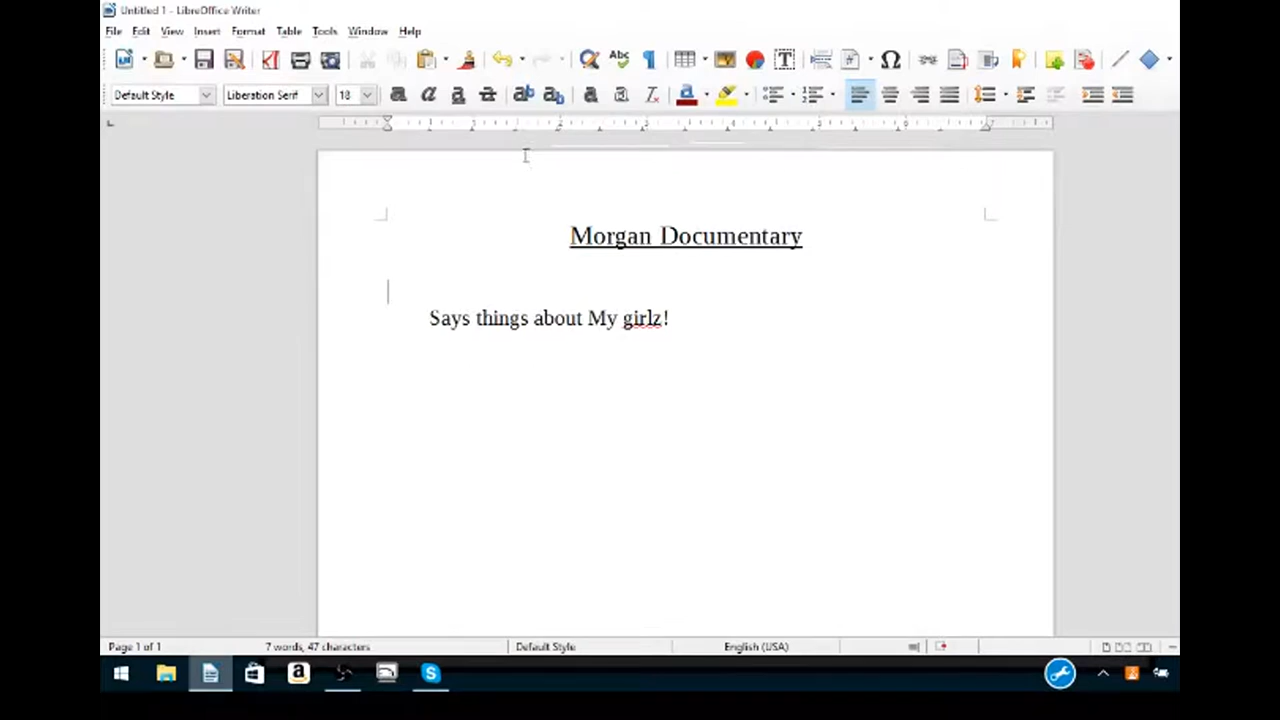 Untitled 1 - LibreOffice Writer
File Edit View Insert Format Table Tools Window Help
Default Style Liberation Serif 18
Morgan Documentary
Says things about My girlz!
Page 1 of 1 7 words, 47 characters Default Style English (USA)